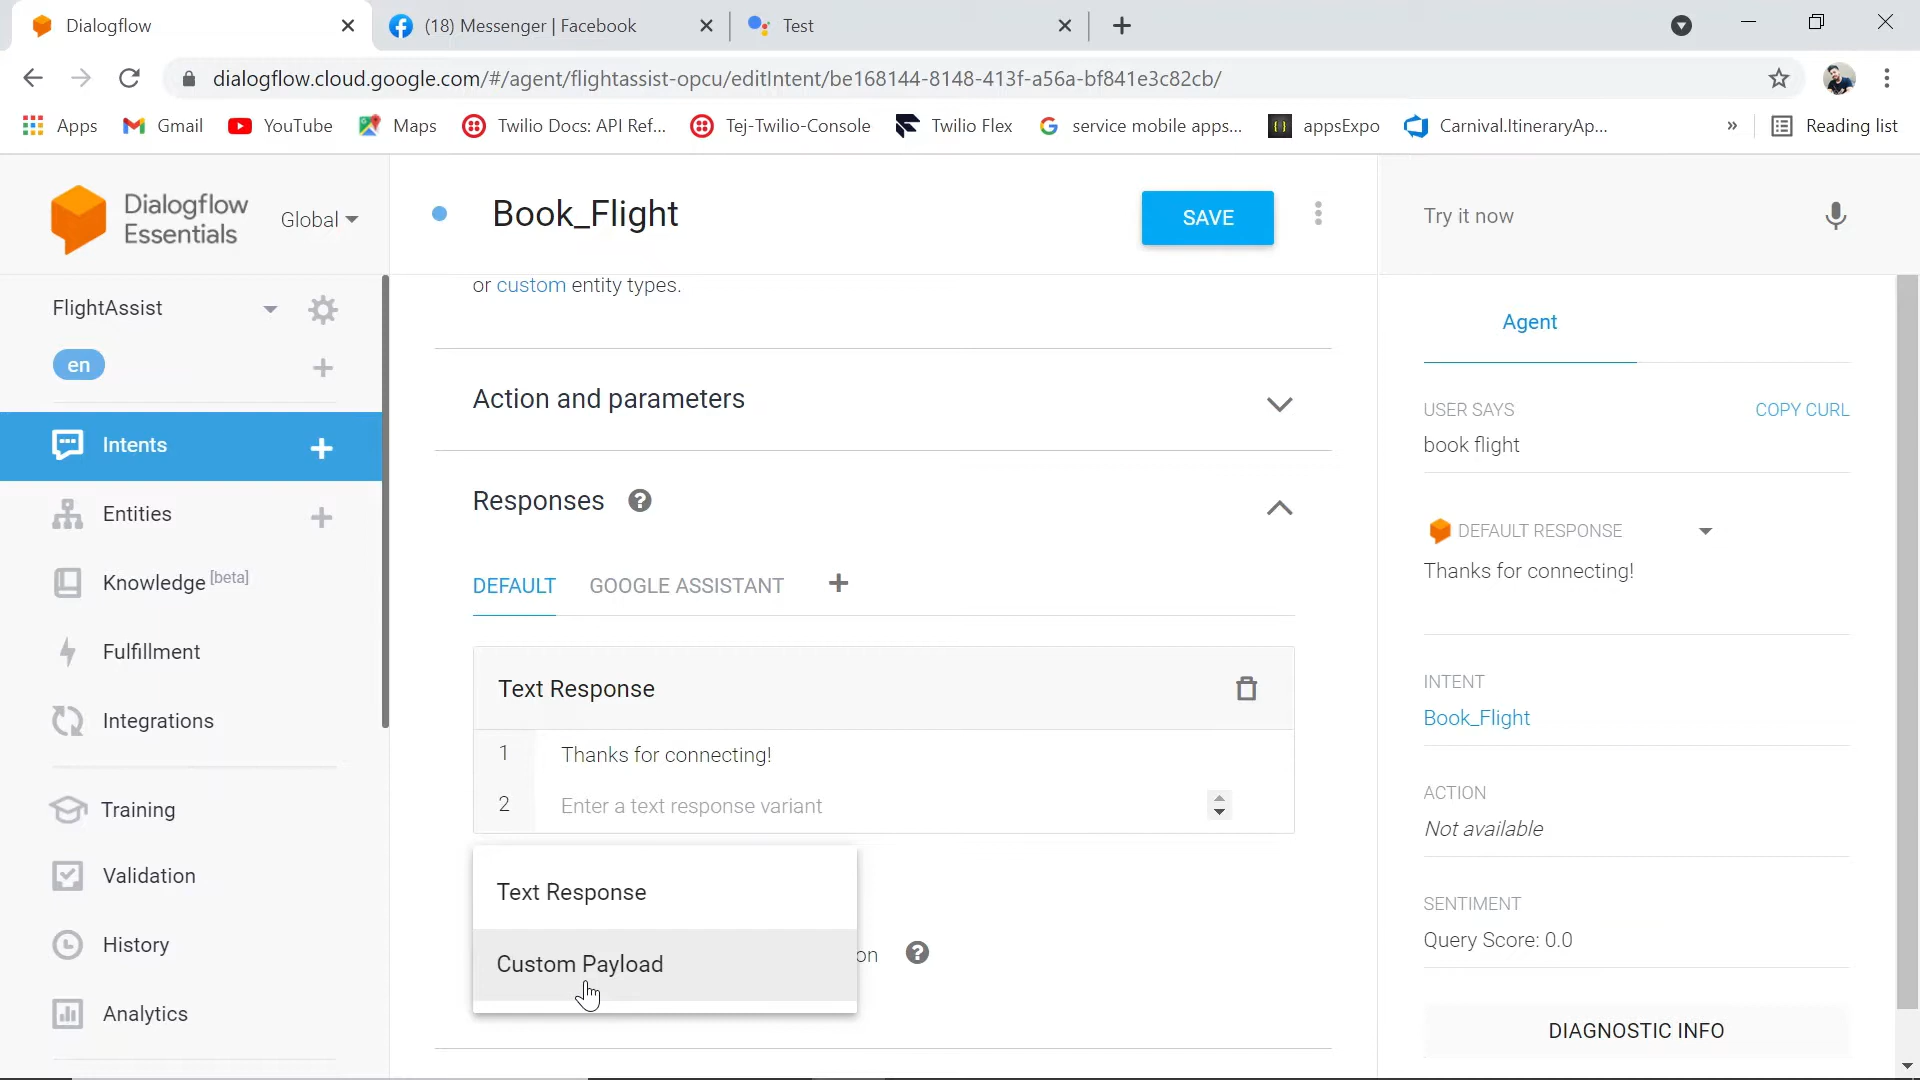 Dialogflow
(18) Messenger | Facebook
Test
dialogflow.cloud.google.com/#/agent/flightassist-opcu/editIntent/be168144-8148-413f-a56a-bf841e3c82cb/
Apps
Gmail
YouTube
Maps
Twilio Docs: API Ref...
Tej-Twilio-Console
Twilio Flex
service mobile apps...
appsExpo
Carnival.ItineraryAp...
»
Reading list
Dialogflow
Essentials
Global
Book_Flight
SAVE
Try it now
FlightAssist
en
Intents
Entities
Knowledge [beta]
Fulfillment
Integrations
Training
Validation
History
Analytics
or custom entity types.
Action and parameters
Responses
DEFAULT
GOOGLE ASSISTANT
Text Response
1 Thanks for connecting!
2 Enter a text response variant
Text Response
Custom Payload
on
Agent
USER SAYS
COPY CURL
book flight
DEFAULT RESPONSE
Thanks for connecting!
INTENT
Book_Flight
ACTION
Not available
SENTIMENT
Query Score: 0.0
DIAGNOSTIC INFO